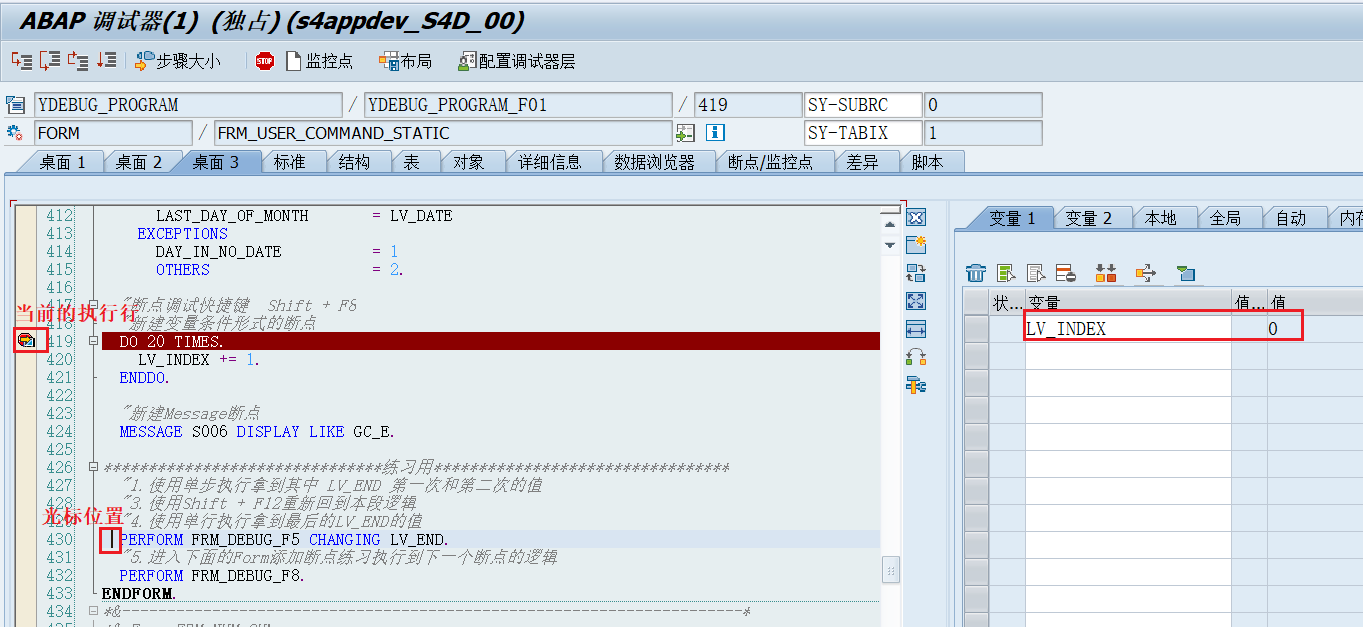 ABAP 调试器(1) (独占)(s4appdev_S4D_00)
步骤大小 STOP 监控点 布局 配置调试器层
YDEBUG_PROGRAM / YDEBUG_PROGRAM_F01 / 419 SY-SUBRC 0
FORM / FRM_USER_COMMAND_STATIC SY-TABIX 1
桌面 1 桌面 2 桌面 3 标准 结构 表 对象 详细信息 数据浏览器 断点/监控点 差异 脚本
变量 1 变量 2 本地 全局 自动 内存
状... 变量 值... 值
LV_INDEX 0
412 LAST_DAY_OF_MONTH = LV_DATE
413 EXCEPTIONS
414 DAY_IN_NO_DATE = 1
415 OTHERS = 2.
416
417 "断点调试快捷键 Shift + F8
当前的执行行
418 "新建变量条件形式的断点
419 DO 20 TIMES.
420 LV_INDEX += 1.
421 ENDDO.
422
423 "新建Message断点
424 MESSAGE S006 DISPLAY LIKE GC_E.
425
426 *******************************练习用*********************************
427 "1.使用单步执行拿到其中 LV_END 第一次和第二次的值
428 "3.使用Shift + F12重新回到本段逻辑
光标位置
"4.使用单行执行拿到最后的LV_END的值
430 PERFORM FRM_DEBUG_F5 CHANGING LV_END.
431 "5.进入下面的Form添加断点练习执行到下一个断点的逻辑
432 PERFORM FRM_DEBUG_F8.
433 ENDFORM.
434 *&---------------------------------------------------------------------*